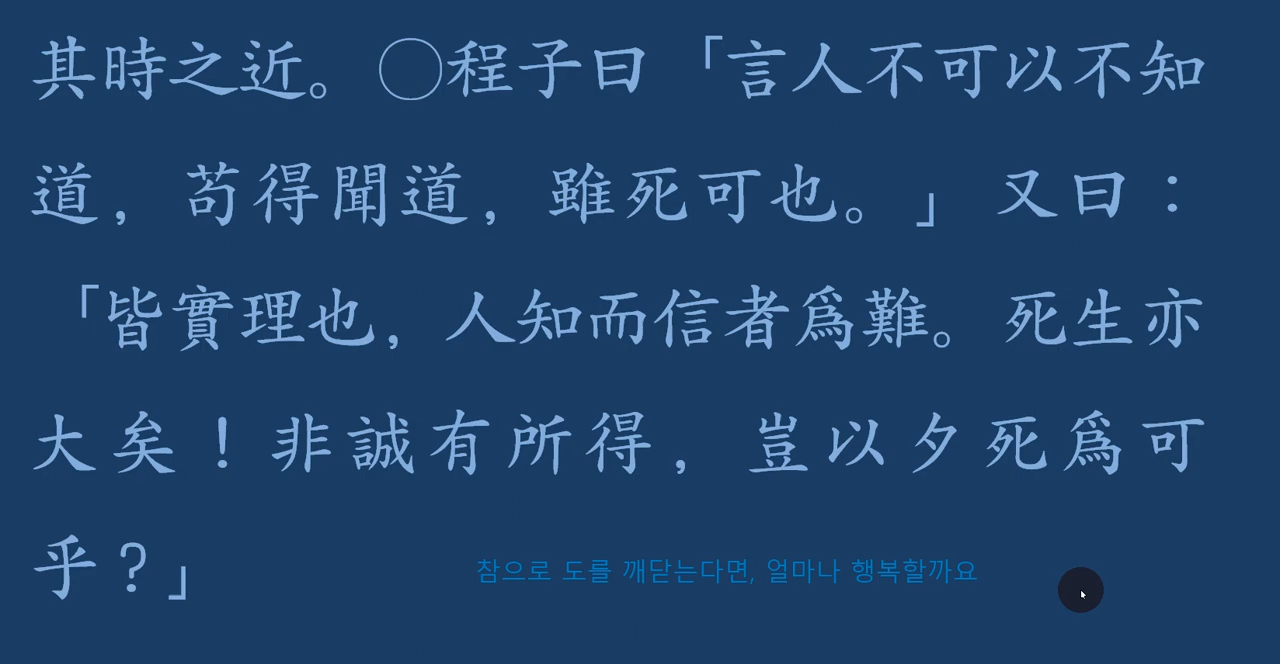 其時之近。◯程子曰「言人不可以不知
道，苟得聞道，雖死可也。」又曰：
「皆實理也，人知而信者爲難。死生亦
大矣！非誠有所得，豈以夕死爲可
乎？」
참으로 도를 깨닫는다면, 얼마나 행복할까요